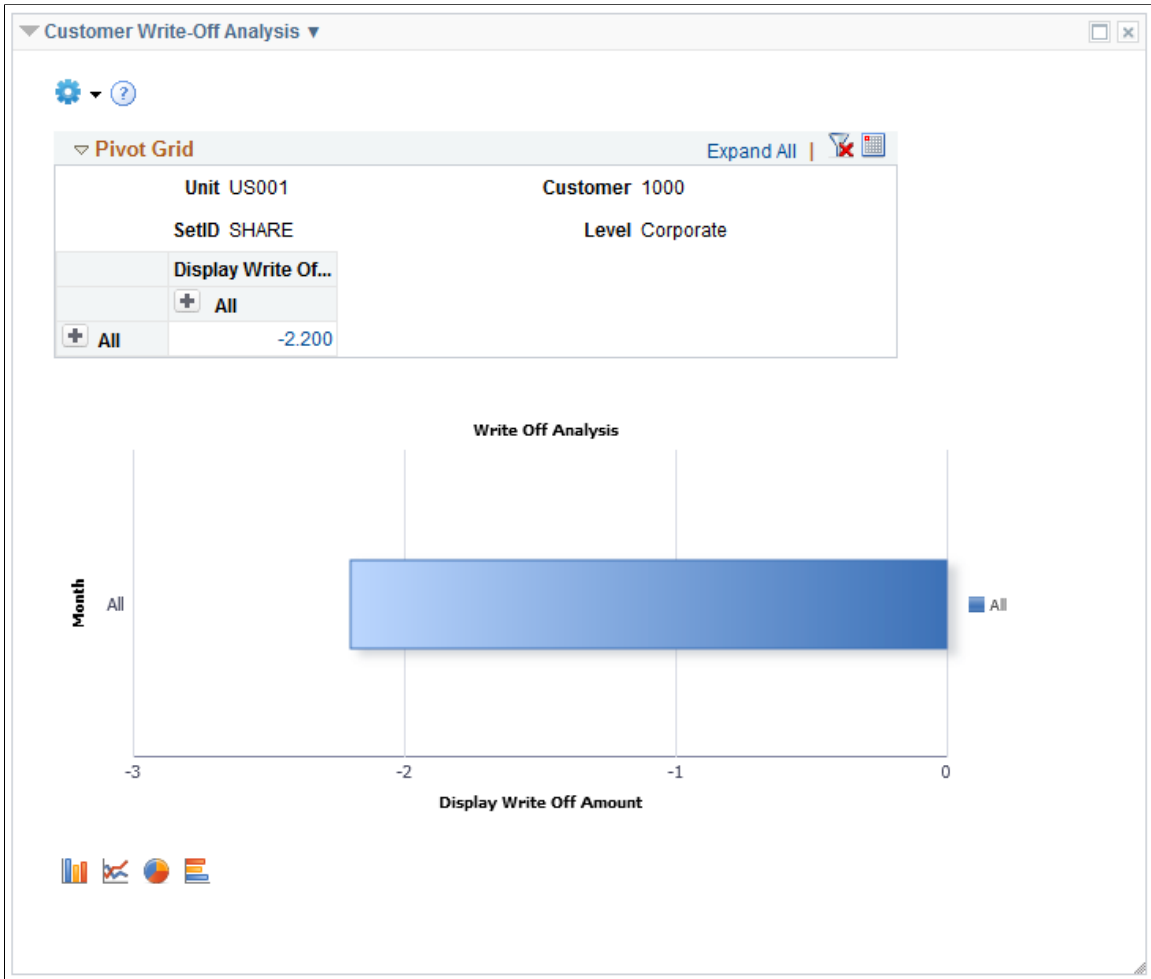 Customer Write-Off Analysis ▼
?
Pivot Grid Expand All |
Unit US001 Customer 1000
SetID SHARE Level Corporate
Display Write Of...
All
All -2.200
Write Off Analysis
Month
All
All
-3 -2 -1 0
Display Write Off Amount